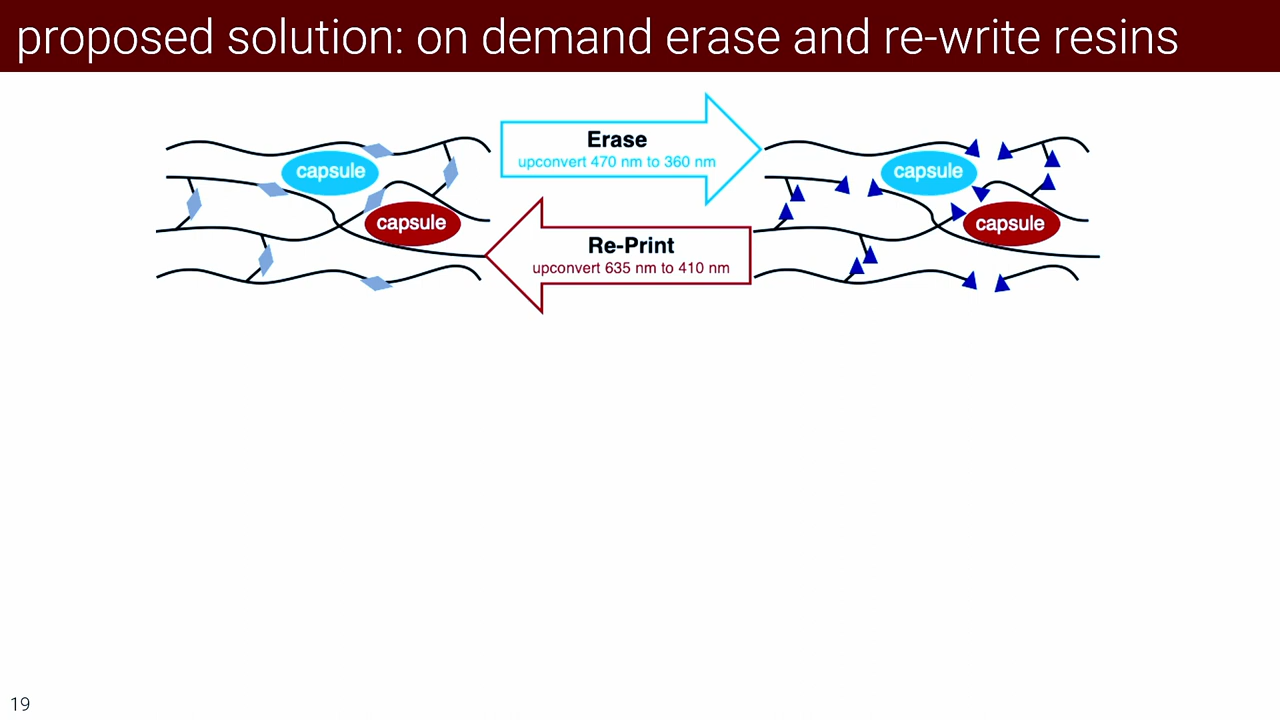 proposed solution: on demand erase and re-write resins
Erase
upconvert 470 nm to 360 nm
capsule
capsule
capsule
capsule
Re-Print
upconvert 635 nm to 410 nm
19